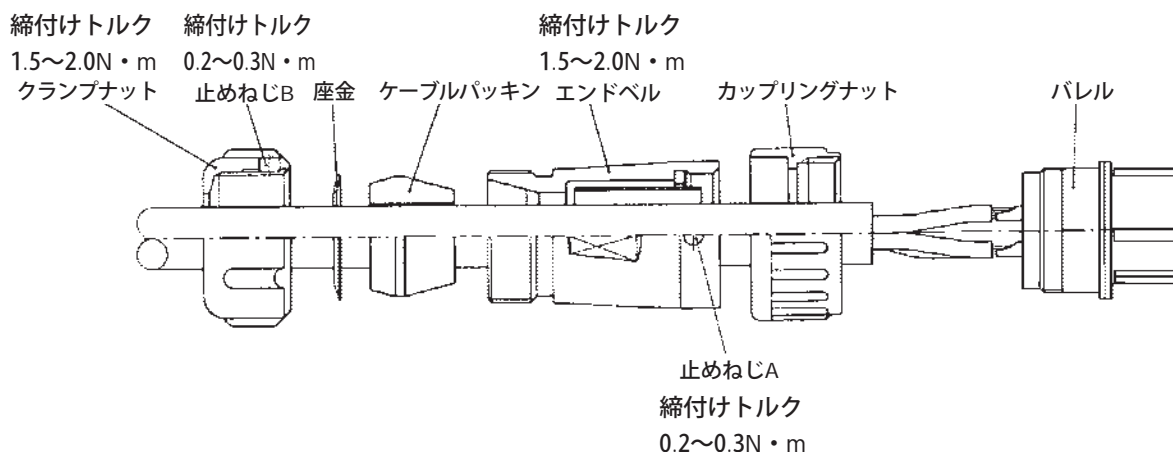 締付けトルク
1.5～2.0N・m
クランプナット
締付けトルク
0.2～0.3N・m
止めねじB
座金
ケーブルパッキン
締付けトルク
1.5～2.0N・m
エンドベル
カップリングナット
バレル
止めねじA
締付けトルク
0.2～0.3N・m